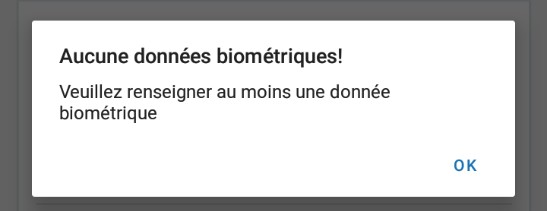 Aucune données biométriques!
Veuillez renseigner au moins une donnée
biométrique
OK